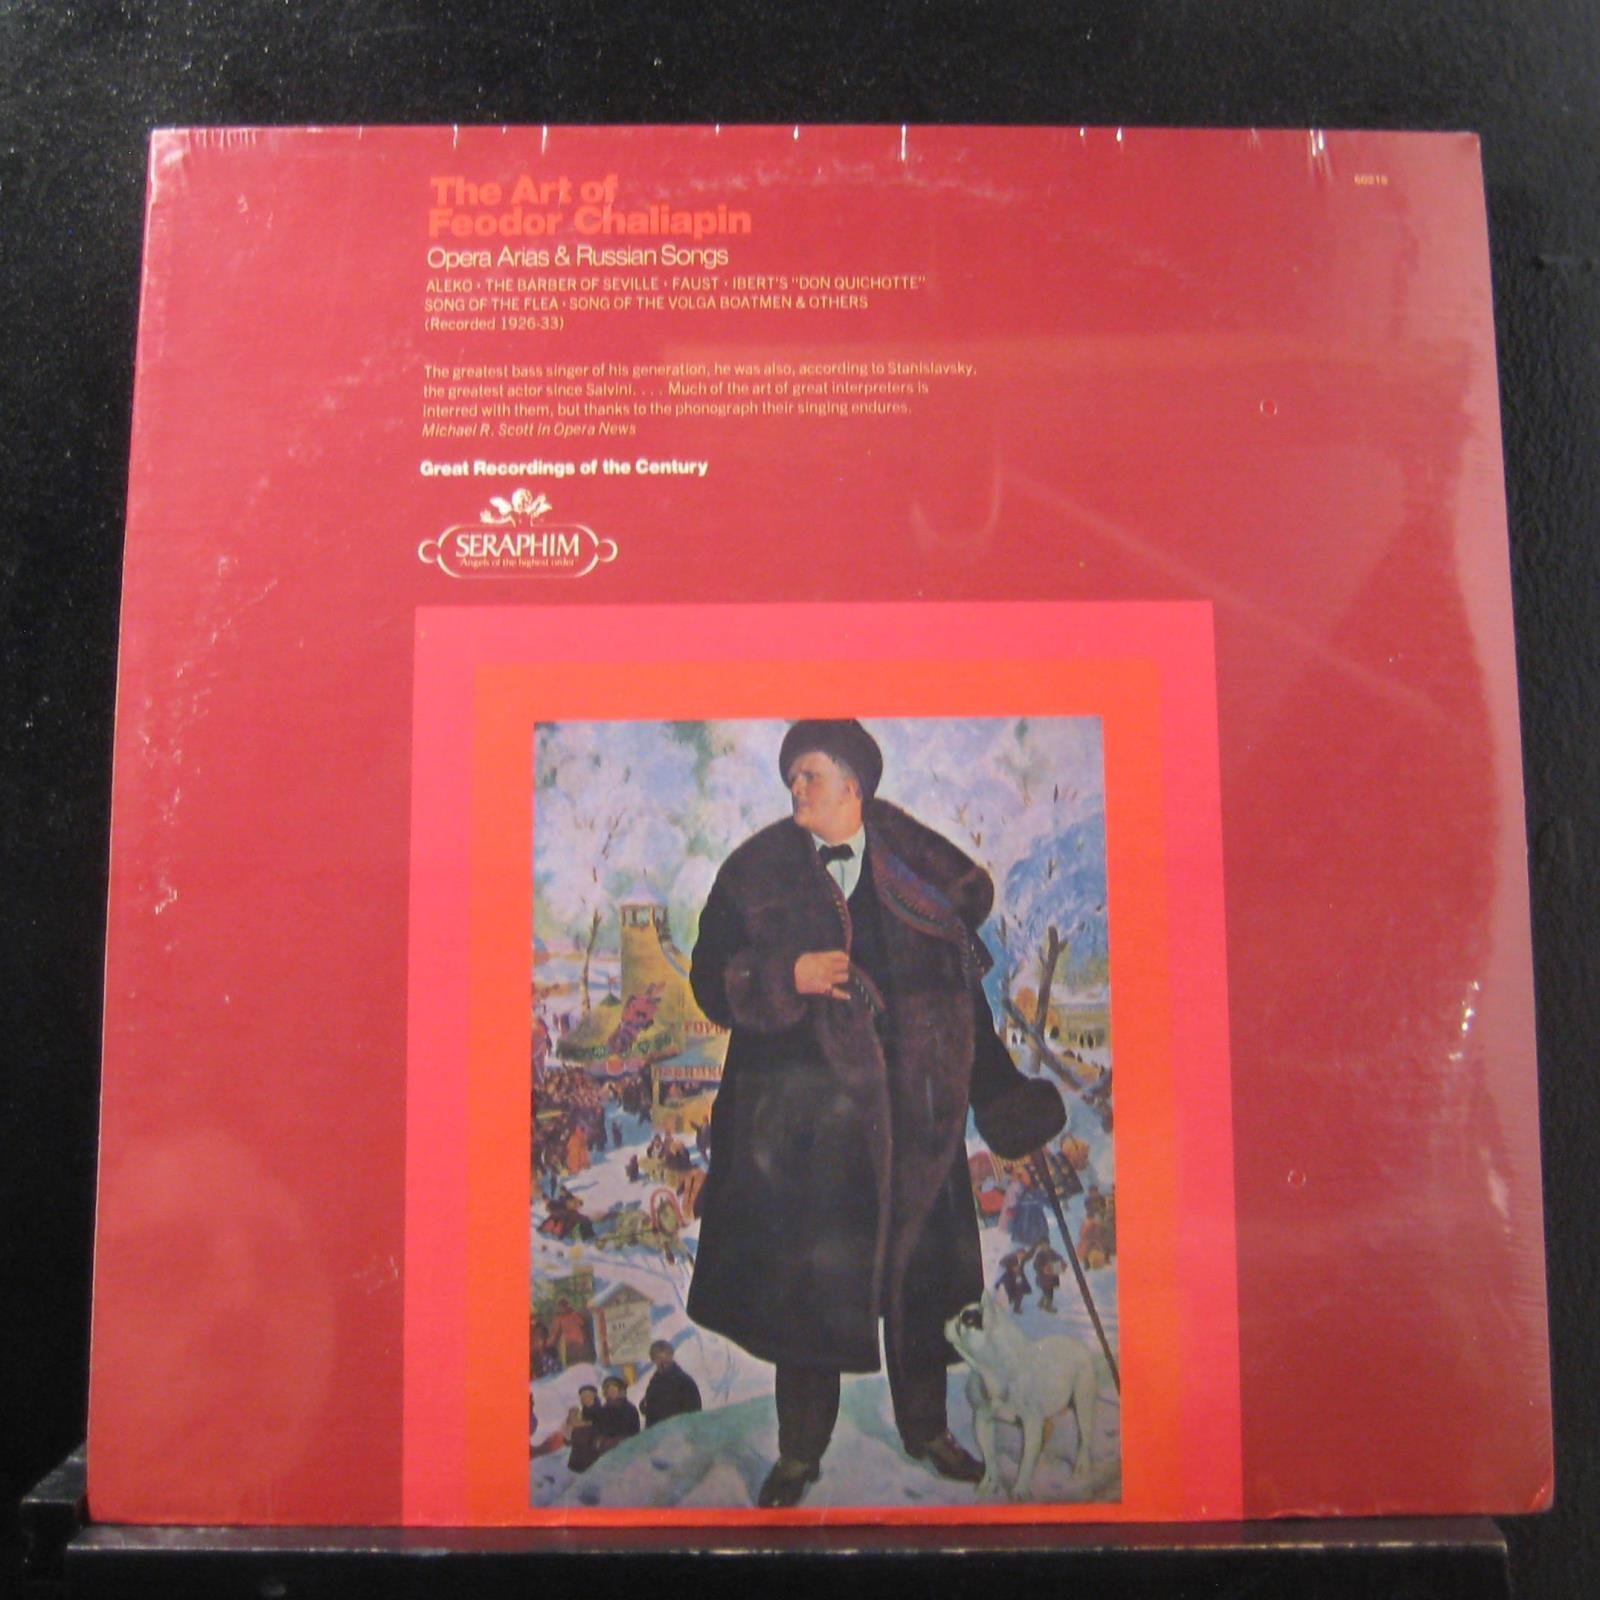 The Art of
Feodor Chaliapin
Opera Arias & Russian Songs
ALEKO · THE BARBER OF SEVILLE · FAUST · IBERT'S "DON QUICHOTTE"
SONG OF THE FLEA · SONG OF THE VOLGA BOATMEN & OTHERS
(Recorded 1926-33)
60218
The greatest bass singer of his generation, he was also, according to Stanislavsky,
the greatest actor since Salvini. . . . Much of the art of great interpreters is
interred with them, but thanks to the phonograph their singing endures.
Michael R. Scott in Opera News
Great Recordings of the Century
SERAPHIM
"Angels of the highest order"